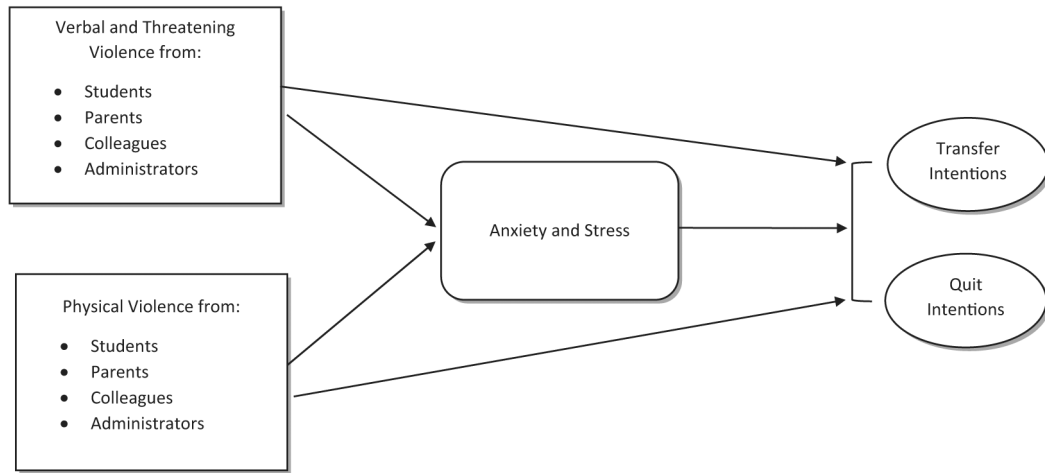 Verbal and Threatening
Violence from:
• Students
• Parents
• Colleagues
• Administrators
Anxiety and Stress
Transfer
Intentions
Physical Violence from:
• Students
• Parents
• Colleagues
• Administrators
Quit
Intentions